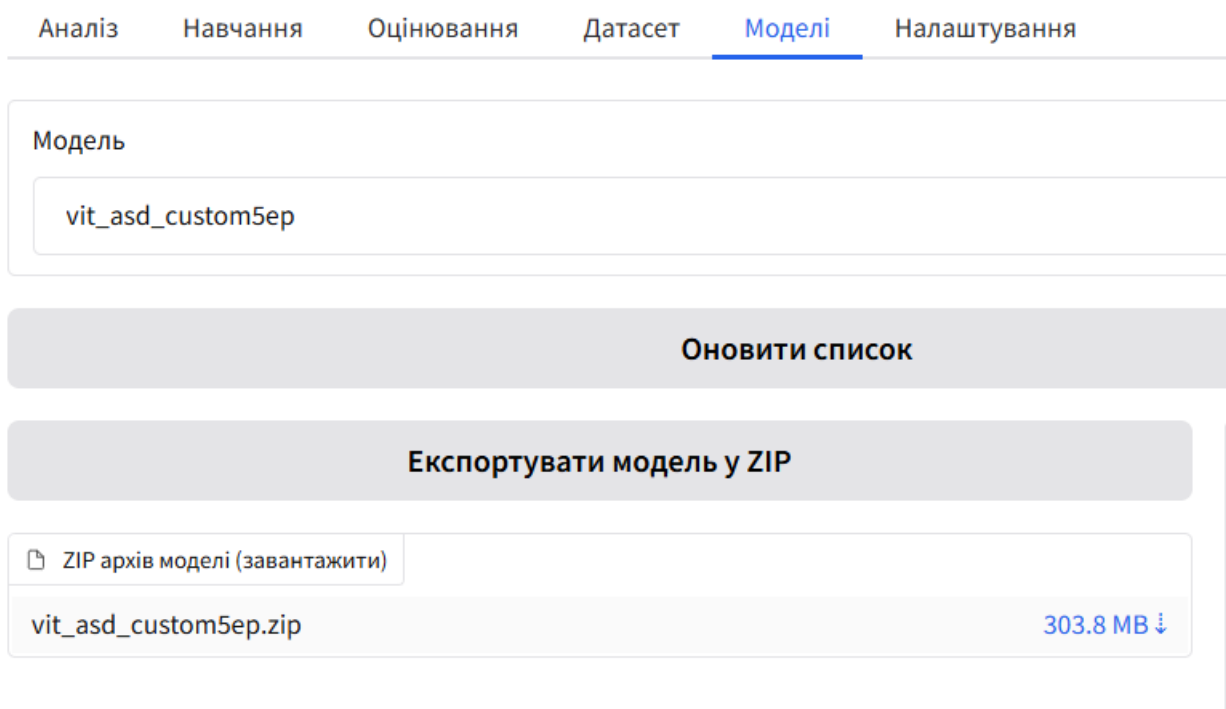 Аналіз Навчання Оцінювання Датасет Моделі Налаштування
Модель
vit_asd_custom5ep
Оновити список
Експортувати модель у ZIP
ZIP архів моделі (завантажити)
vit_asd_custom5ep.zip 303.8 MB ⇣